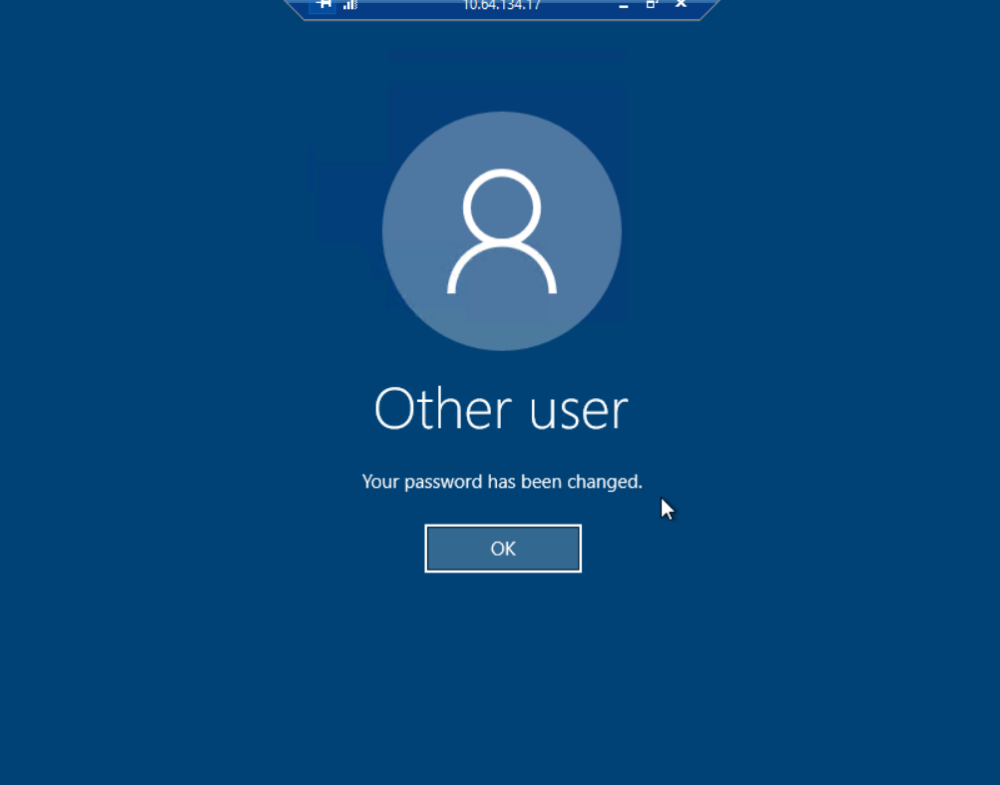 10.64.134.17
Other user
Your password has been changed.
OK